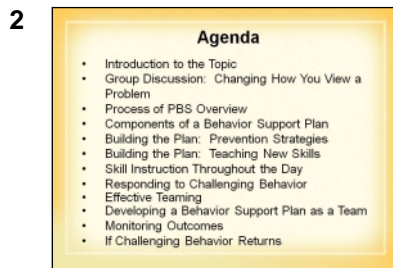 2
Agenda
• Introduction to the Topic
• Group Discussion: Changing How You View a
Problem
• Process of PBS Overview
• Components of a Behavior Support Plan
• Building the Plan: Prevention Strategies
• Building the Plan: Teaching New Skills
• Skill Instruction Throughout the Day
• Responding to Challenging Behavior
• Effective Teaming
• Developing a Behavior Support Plan as a Team
• Monitoring Outcomes
• If Challenging Behavior Returns